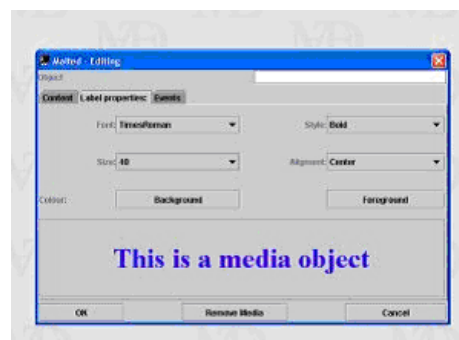 Malted - Editing
Object:
Content Label properties Events
Font: TimesRoman Style: Bold
Size: 40 Alignment: Center
Colour: Background Foreground
This is a media object
OK Remove Media Cancel